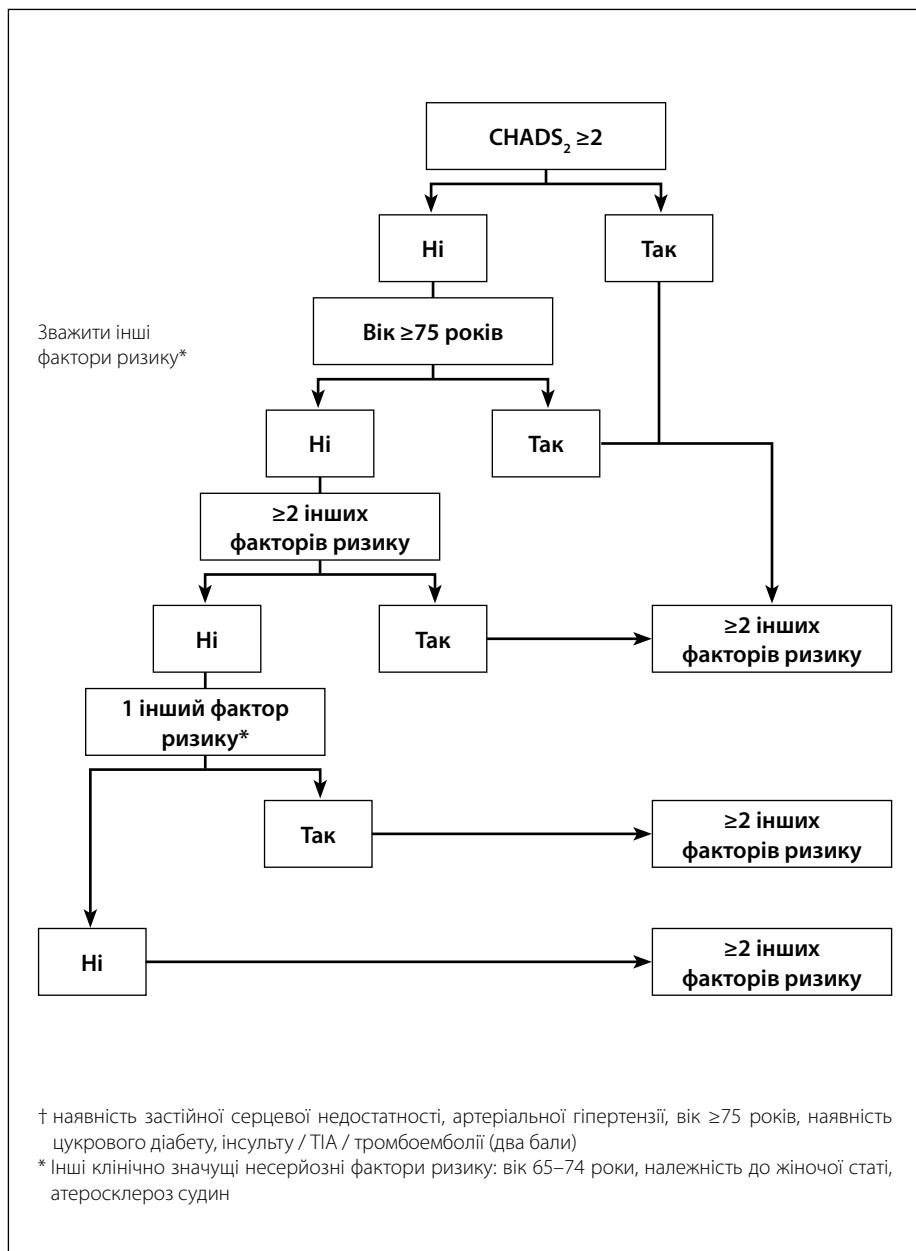 CHADS₂ ≥2
Ні
Так
Зважити інші
фактори ризику*
Вік ≥75 років
Ні
Так
≥2 інших
факторів ризику
Ні
Так
≥2 інших
факторів ризику
1 інший фактор
ризику*
Так
≥2 інших
факторів ризику
Ні
≥2 інших
факторів ризику
† наявність застійної серцевої недостатності, артеріальної гіпертензії, вік ≥75 років, наявність
цукрового діабету, інсульту / ТІА / тромбоемболії (два бали)
* Інші клінічно значущі несерйозні фактори ризику: вік 65–74 роки, належність до жіночої статі,
атеросклероз судин